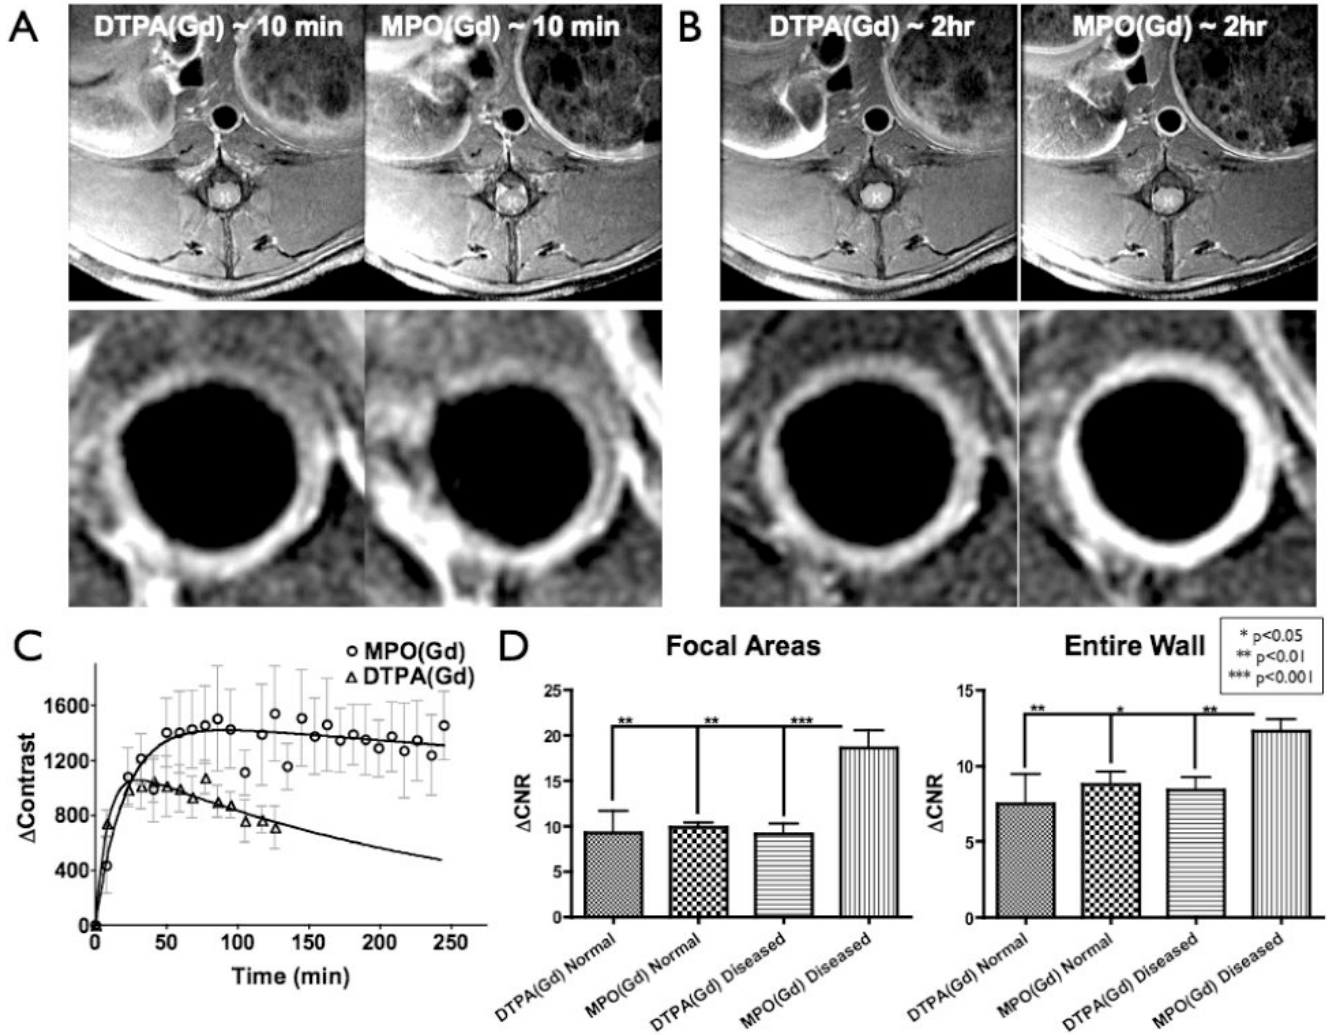 A
DTPA(Gd) ~ 10 min
MPO(Gd) ~ 10 min
B
DTPA(Gd) ~ 2hr
MPO(Gd) ~ 2hr
C
MPO(Gd)
DTPA(Gd)
ΔContrast
1600
1200
800
400
0
0 50 100 150 200 250
Time (min)
D
Focal Areas
ΔCNR
25
20
15
10
5
0
** ** ***
DTPA(Gd) Normal
MPO(Gd) Normal
DTPA(Gd) Diseased
MPO(Gd) Diseased
Entire Wall
* p<0.05
** p<0.01
*** p<0.001
ΔCNR
15
10
5
0
** * **
DTPA(Gd) Normal
MPO(Gd) Normal
DTPA(Gd) Diseased
MPO(Gd) Diseased